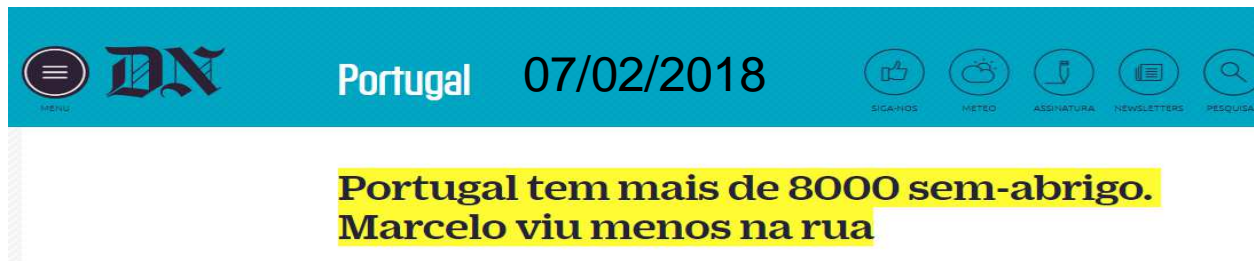 DN
Portugal 07/02/2018
MENU
SIGA-NOS METEO ASSINATURA NEWSLETTERS PESQUISA
Portugal tem mais de 8000 sem-abrigo.
Marcelo viu menos na rua